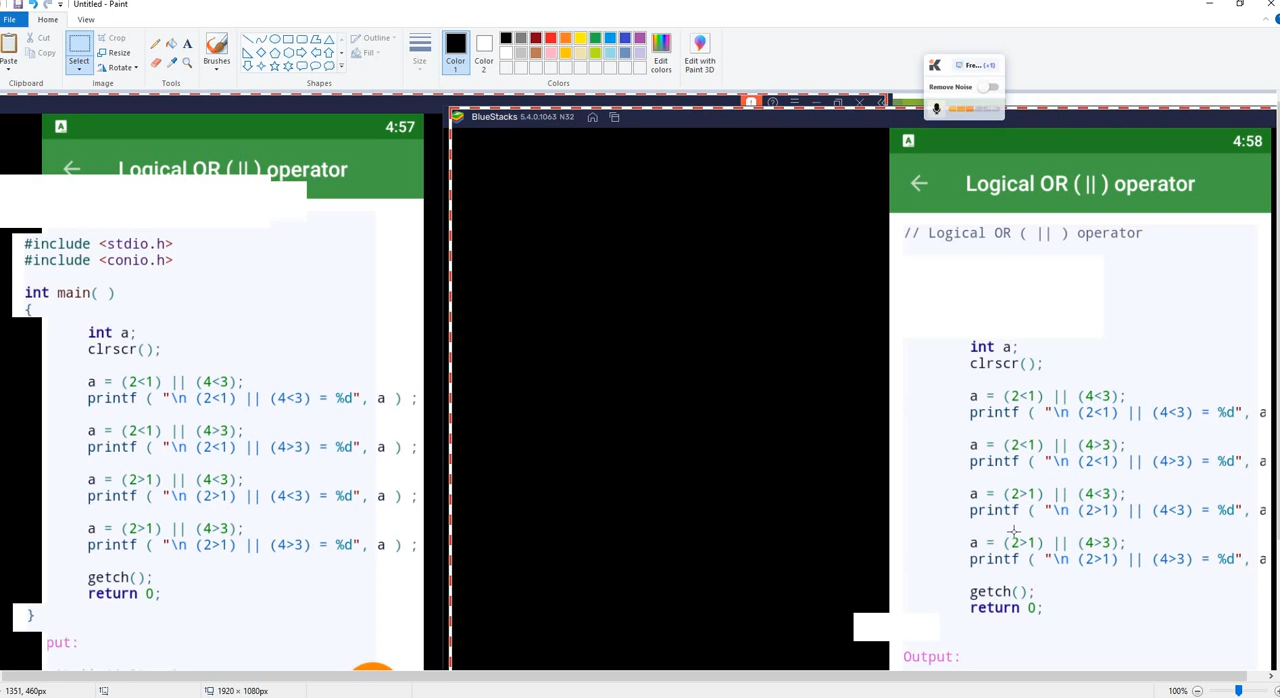 Untitled - Paint
File Home View
Cut
Copy
Paste
Clipboard
Select
Crop
Resize
Rotate
Image
Tools
Brushes
Shapes
Outline
Fill
Size
Color 1
Color 2
Edit colors
Colors
Edit with Paint 3D
Fre... (x1)
Remove Noise
A 4:57
Logical OR ( || ) operator
#include <stdio.h>
#include <conio.h>
int main( )
{
int a;
clrscr();
a = (2<1) || (4<3);
printf ( "\n (2<1) || (4<3) = %d", a ) ;
a = (2<1) || (4>3);
printf ( "\n (2<1) || (4>3) = %d", a ) ;
a = (2>1) || (4<3);
printf ( "\n (2>1) || (4<3) = %d", a ) ;
a = (2>1) || (4>3);
printf ( "\n (2>1) || (4>3) = %d", a ) ;
getch();
return 0;
}
put:
BlueStacks 5.4.0.1063 N32
A 4:58
Logical OR ( || ) operator
// Logical OR ( || ) operator
int a;
clrscr();
a = (2<1) || (4<3);
printf ( "\n (2<1) || (4<3) = %d", a
a = (2<1) || (4>3);
printf ( "\n (2<1) || (4>3) = %d", a
a = (2>1) || (4<3);
printf ( "\n (2>1) || (4<3) = %d", a
a = (2>1) || (4>3);
printf ( "\n (2>1) || (4>3) = %d", a
getch();
return 0;
Output:
1351, 460px
1920 × 1080px
100%